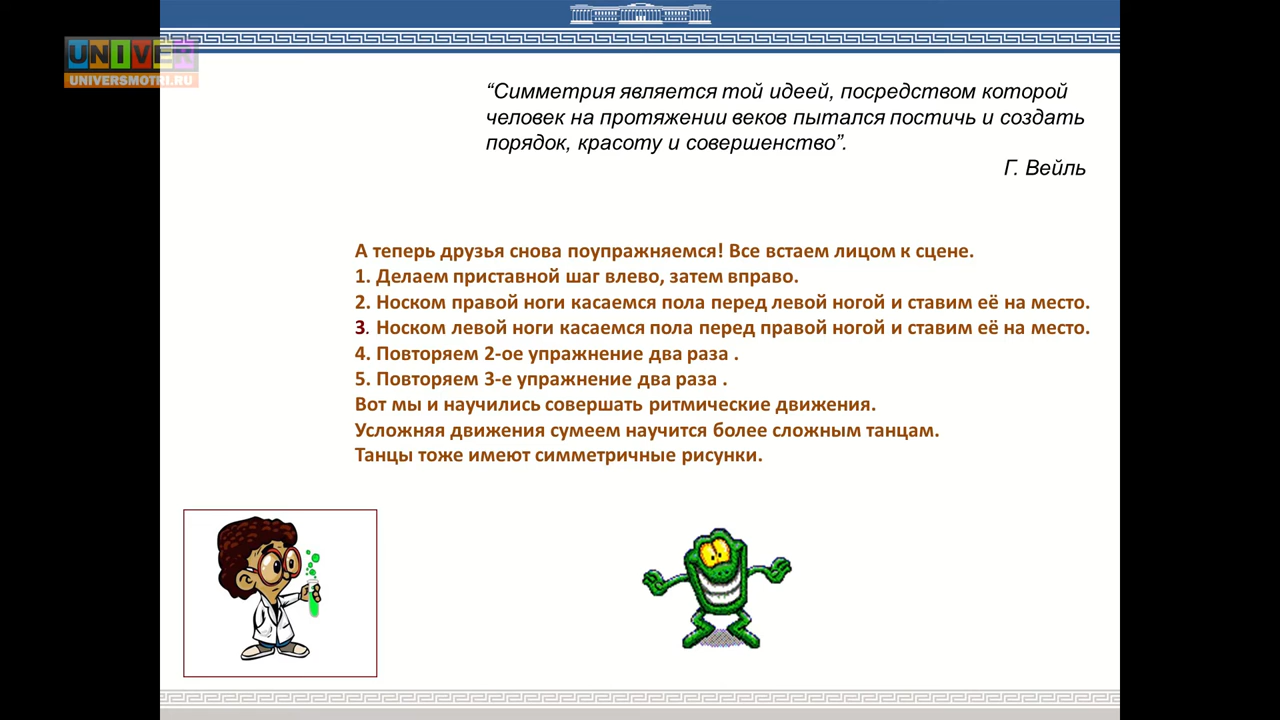 UNIVER
UNIVERSMOTRI.RU
“Симметрия является той идеей, посредством которой
человек на протяжении веков пытался постичь и создать
порядок, красоту и совершенство”.
Г. Вейль
А теперь друзья снова поупражняемся! Все встаем лицом к сцене.
1. Делаем приставной шаг влево, затем вправо.
2. Носком правой ноги касаемся пола перед левой ногой и ставим её на место.
3. Носком левой ноги касаемся пола перед правой ногой и ставим её на место.
4. Повторяем 2-ое упражнение два раза .
5. Повторяем 3-е упражнение два раза .
Вот мы и научились совершать ритмические движения.
Усложняя движения сумеем научится более сложным танцам.
Танцы тоже имеют симметричные рисунки.